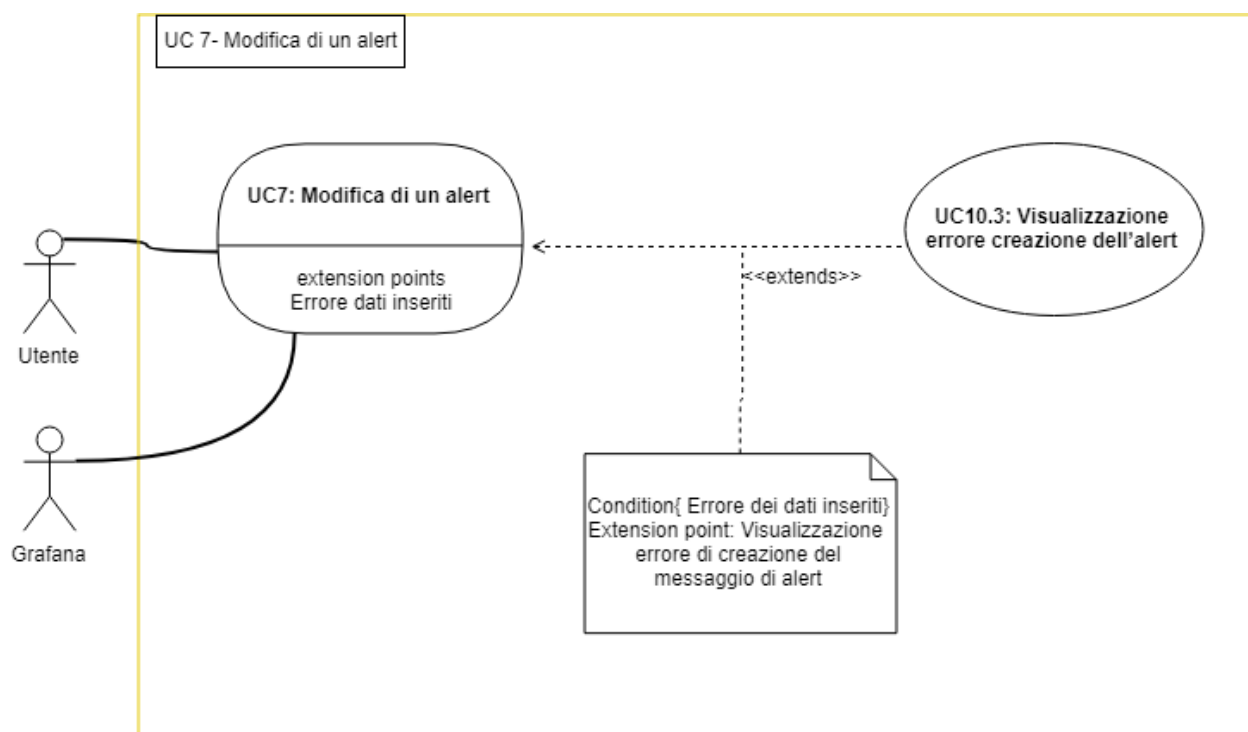 UC 7- Modifica di un alert
UC7: Modifica di un alert
extension points
Errore dati inseriti
UC10.3: Visualizzazione
errore creazione dell'alert
<<extends>>
Utente
Grafana
Condition{ Errore dei dati inseriti}
Extension point: Visualizzazione
errore di creazione del
messaggio di alert